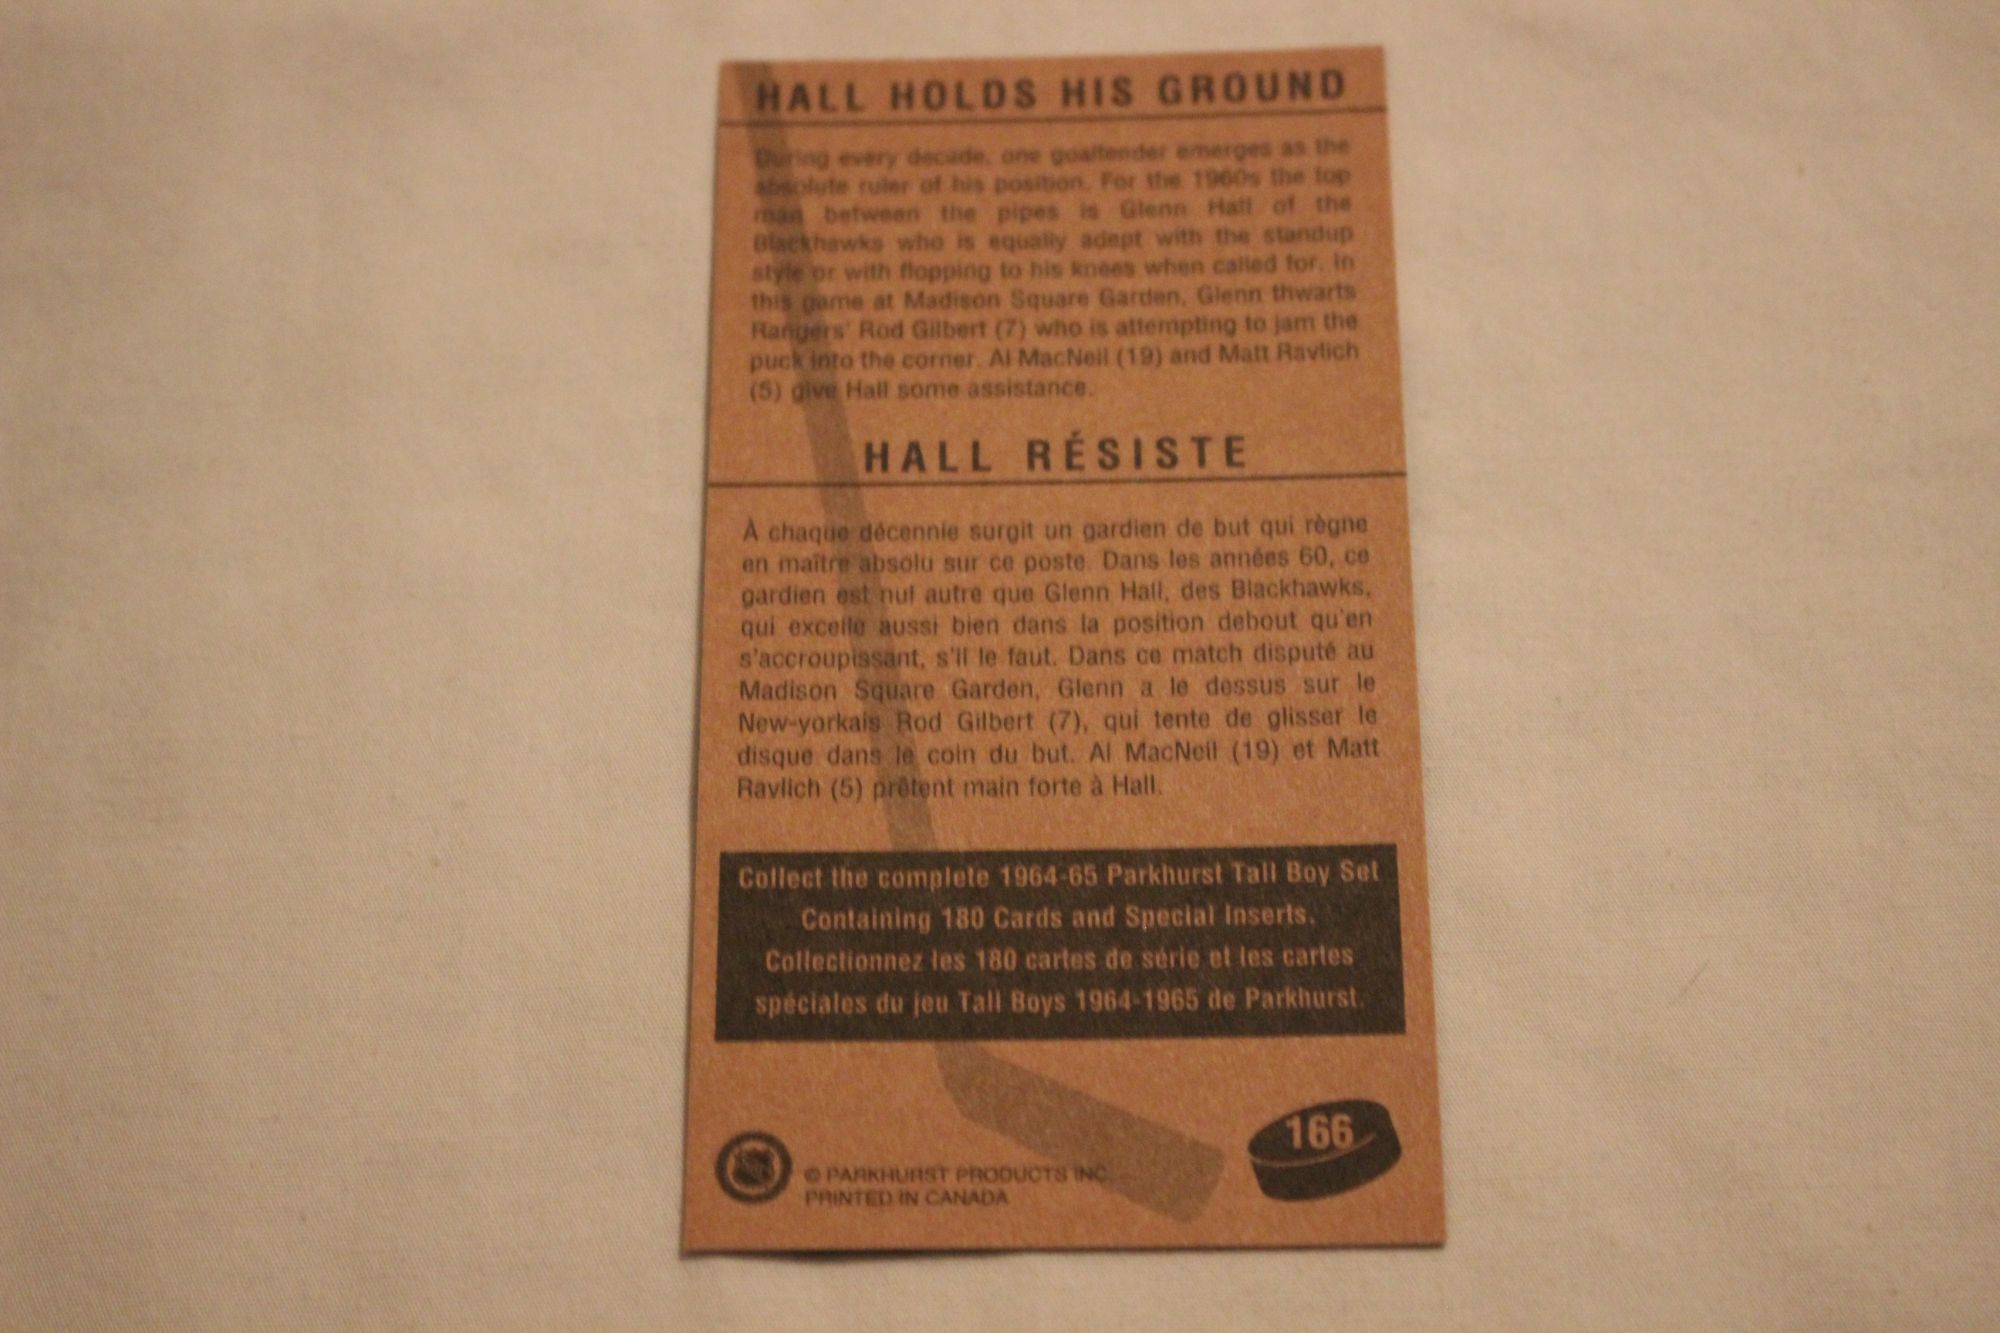 HALL HOLDS HIS GROUND
During every decade, one goaltender emerges as the
absolute ruler of his position. For the 1960s the top
man between the pipes is Glenn Hall of the
Blackhawks who is equally adept with the standup
style or with flopping to his knees when called for. In
this game at Madison Square Garden, Glenn thwarts
Rangers' Rod Gilbert (7) who is attempting to jam the
puck into the corner. Al MacNeil (19) and Matt Ravlich
(5) give Hall some assistance.
HALL RÉSISTE
À chaque décennie surgit un gardien de but qui règne
en maître absolu sur ce poste. Dans les années 60, ce
gardien est nul autre que Glenn Hall, des Blackhawks,
qui excelle aussi bien dans la position debout qu'en
s'accroupissant, s'il le faut. Dans ce match disputé au
Madison Square Garden, Glenn a le dessus sur le
New-yorkais Rod Gilbert (7), qui tente de glisser le
disque dans le coin du but. Al MacNeil (19) et Matt
Ravlich (5) prêtent main forte à Hall.
Collect the complete 1964-65 Parkhurst Tall Boy Set
Containing 180 Cards and Special Inserts.
Collectionnez les 180 cartes de série et les cartes
spéciales du jeu Tall Boys 1964-1965 de Parkhurst.
166
© PARKHURST PRODUCTS INC.
PRINTED IN CANADA